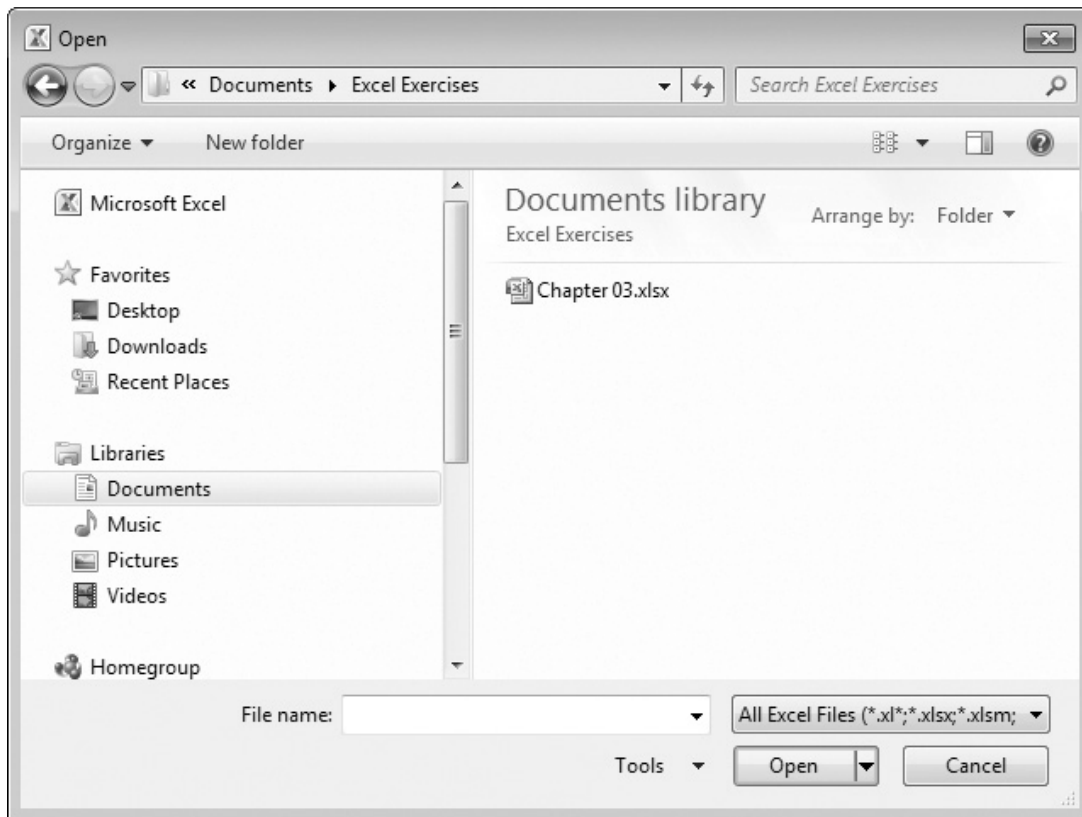 Open
« Documents Excel Exercises
Search Excel Exercises
Organize New folder
Microsoft Excel
Favorites
Desktop
Downloads
Recent Places
Libraries
Documents
Music
Pictures
Videos
Homegroup
Documents library
Excel Exercises
Arrange by: Folder
Chapter 03.xlsx
File name:
All Excel Files (*.xl*;*.xlsx;*.xlsm;
Tools Open Cancel